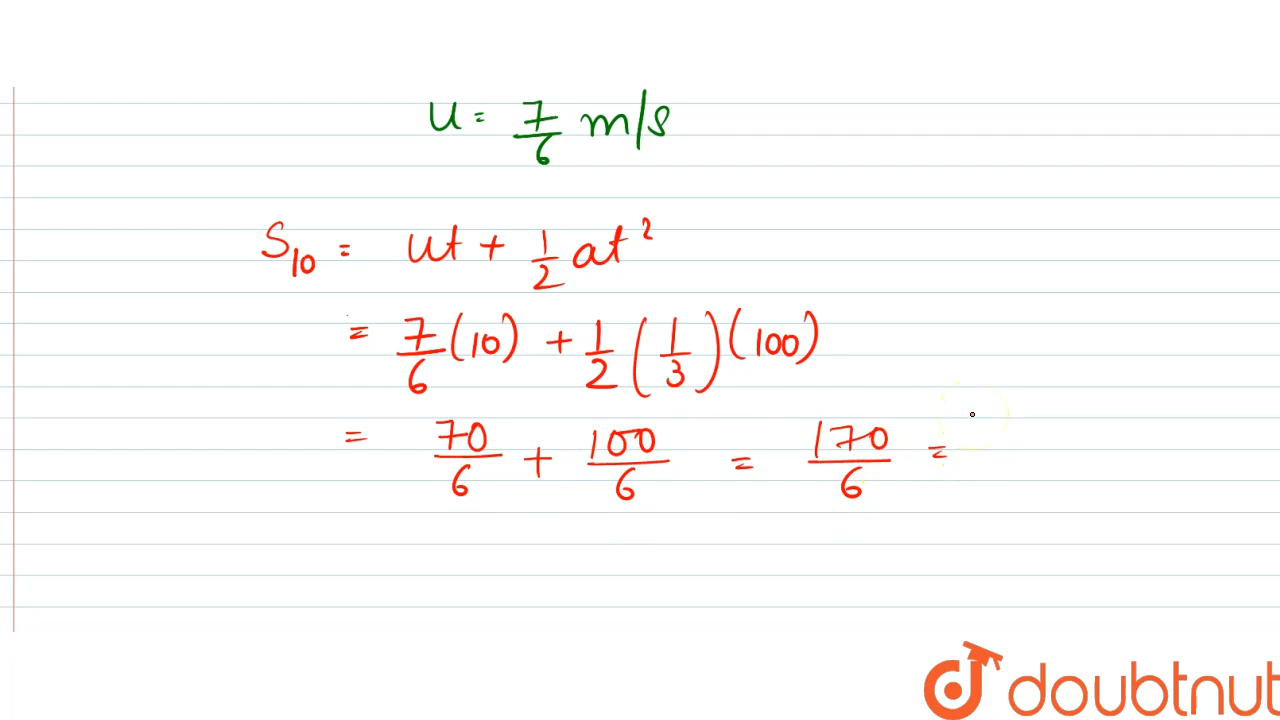 u = 7/6 m/s
S₁₀ = ut + 1/2 at²
= 7/6 (10) + 1/2 (1/3) (100)
= 70/6 + 100/6 = 170/6 =
doubtnut